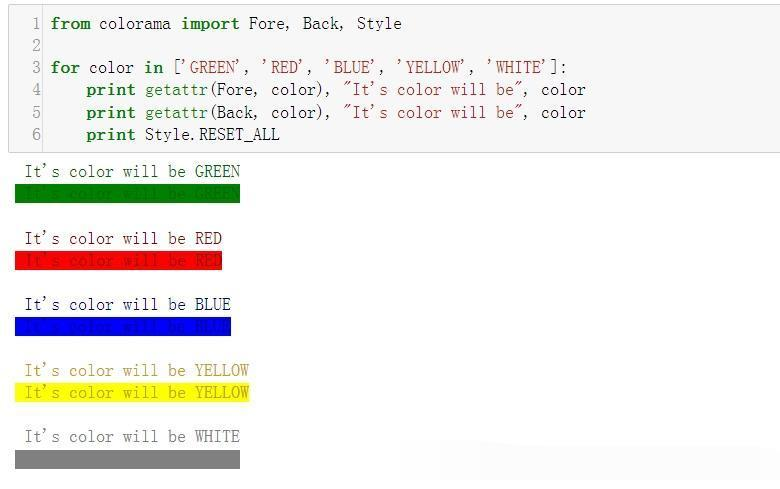 1 from colorama import Fore, Back, Style
2
3 for color in ['GREEN', 'RED', 'BLUE', 'YELLOW', 'WHITE']:
4     print getattr(Fore, color), "It's color will be", color
5     print getattr(Back, color), "It's color will be", color
6     print Style.RESET_ALL
It's color will be GREEN
It's color will be GREEN
It's color will be RED
It's color will be RED
It's color will be BLUE
It's color will be BLUE
It's color will be YELLOW
It's color will be YELLOW
It's color will be WHITE